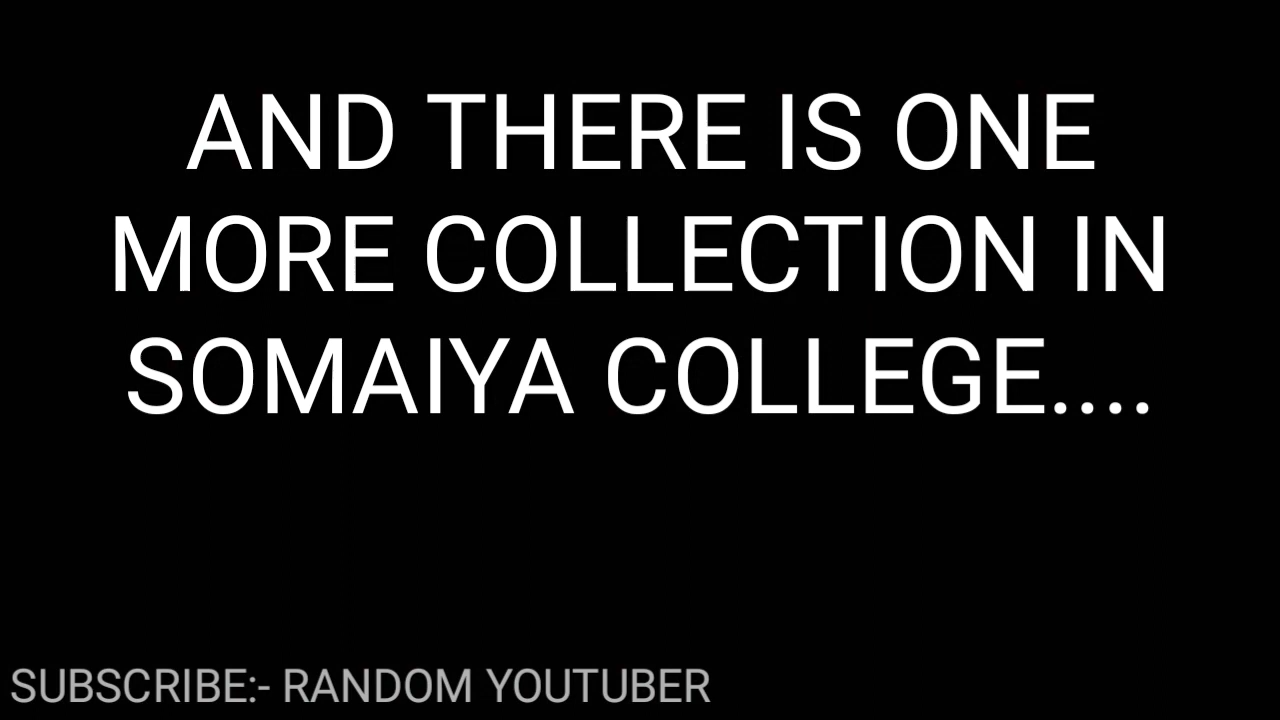 AND THERE IS ONE
MORE COLLECTION IN
SOMAIYA COLLEGE....
SUBSCRIBE:- RANDOM YOUTUBER